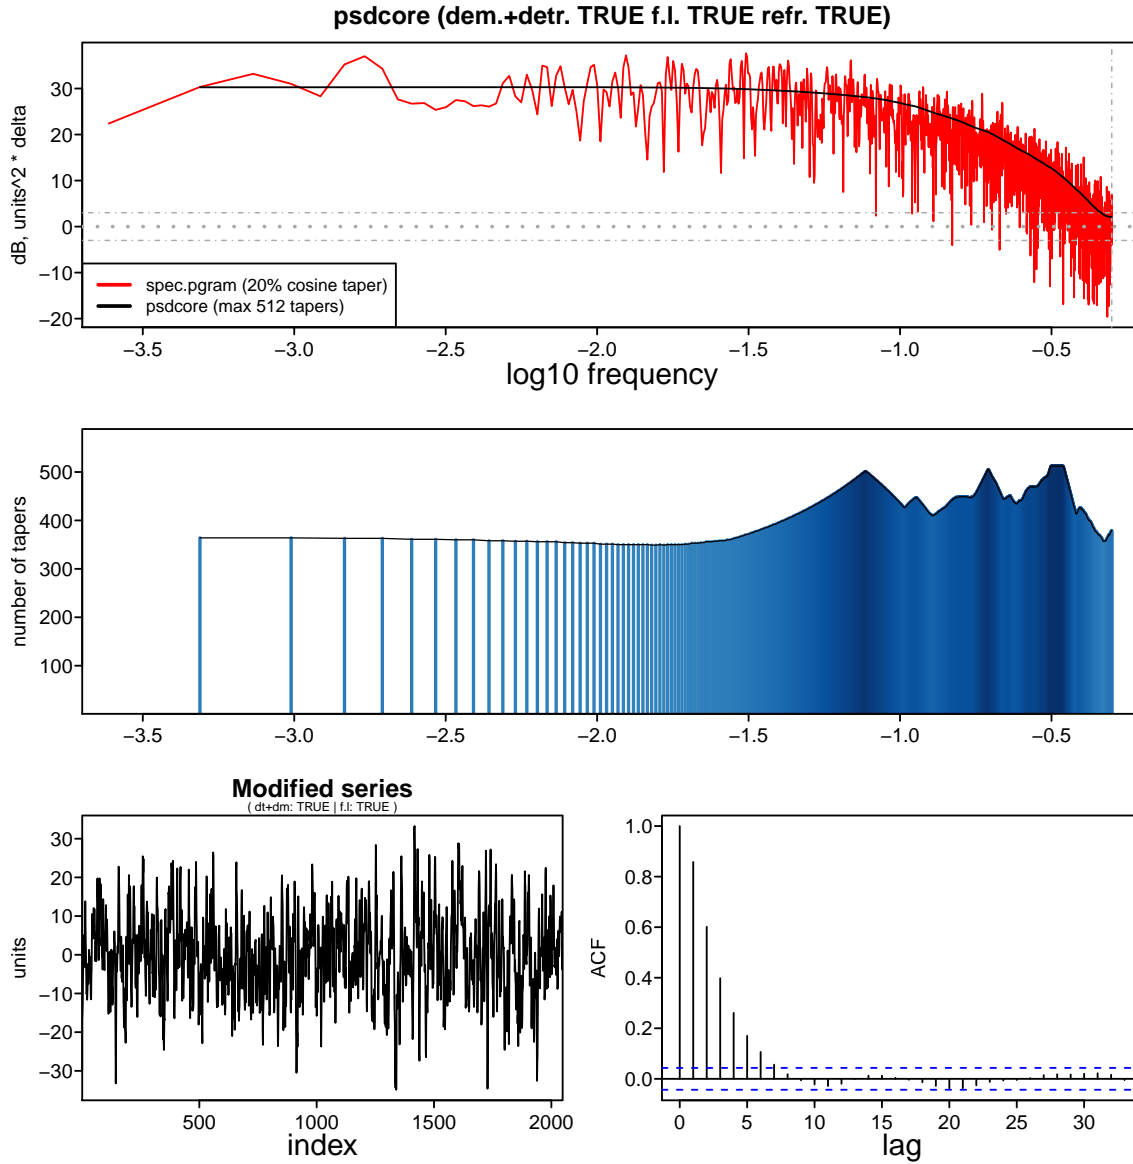 psdcore (dem.+detr. TRUE f.l. TRUE refr. TRUE)
dB, units^2 * delta
30
20
10
0
−10
−20
spec.pgram (20% cosine taper)
psdcore (max 512 tapers)
−3.5 −3.0 −2.5 −2.0 −1.5 −1.0 −0.5
log10 frequency
number of tapers
500
400
300
200
100
−3.5 −3.0 −2.5 −2.0 −1.5 −1.0 −0.5
Modified series
( dt+dm: TRUE | f.l: TRUE )
units
30
20
10
0
−10
−20
−30
500 1000 1500 2000
index
ACF
1.0
0.8
0.6
0.4
0.2
0.0
0 5 10 15 20 25 30
lag